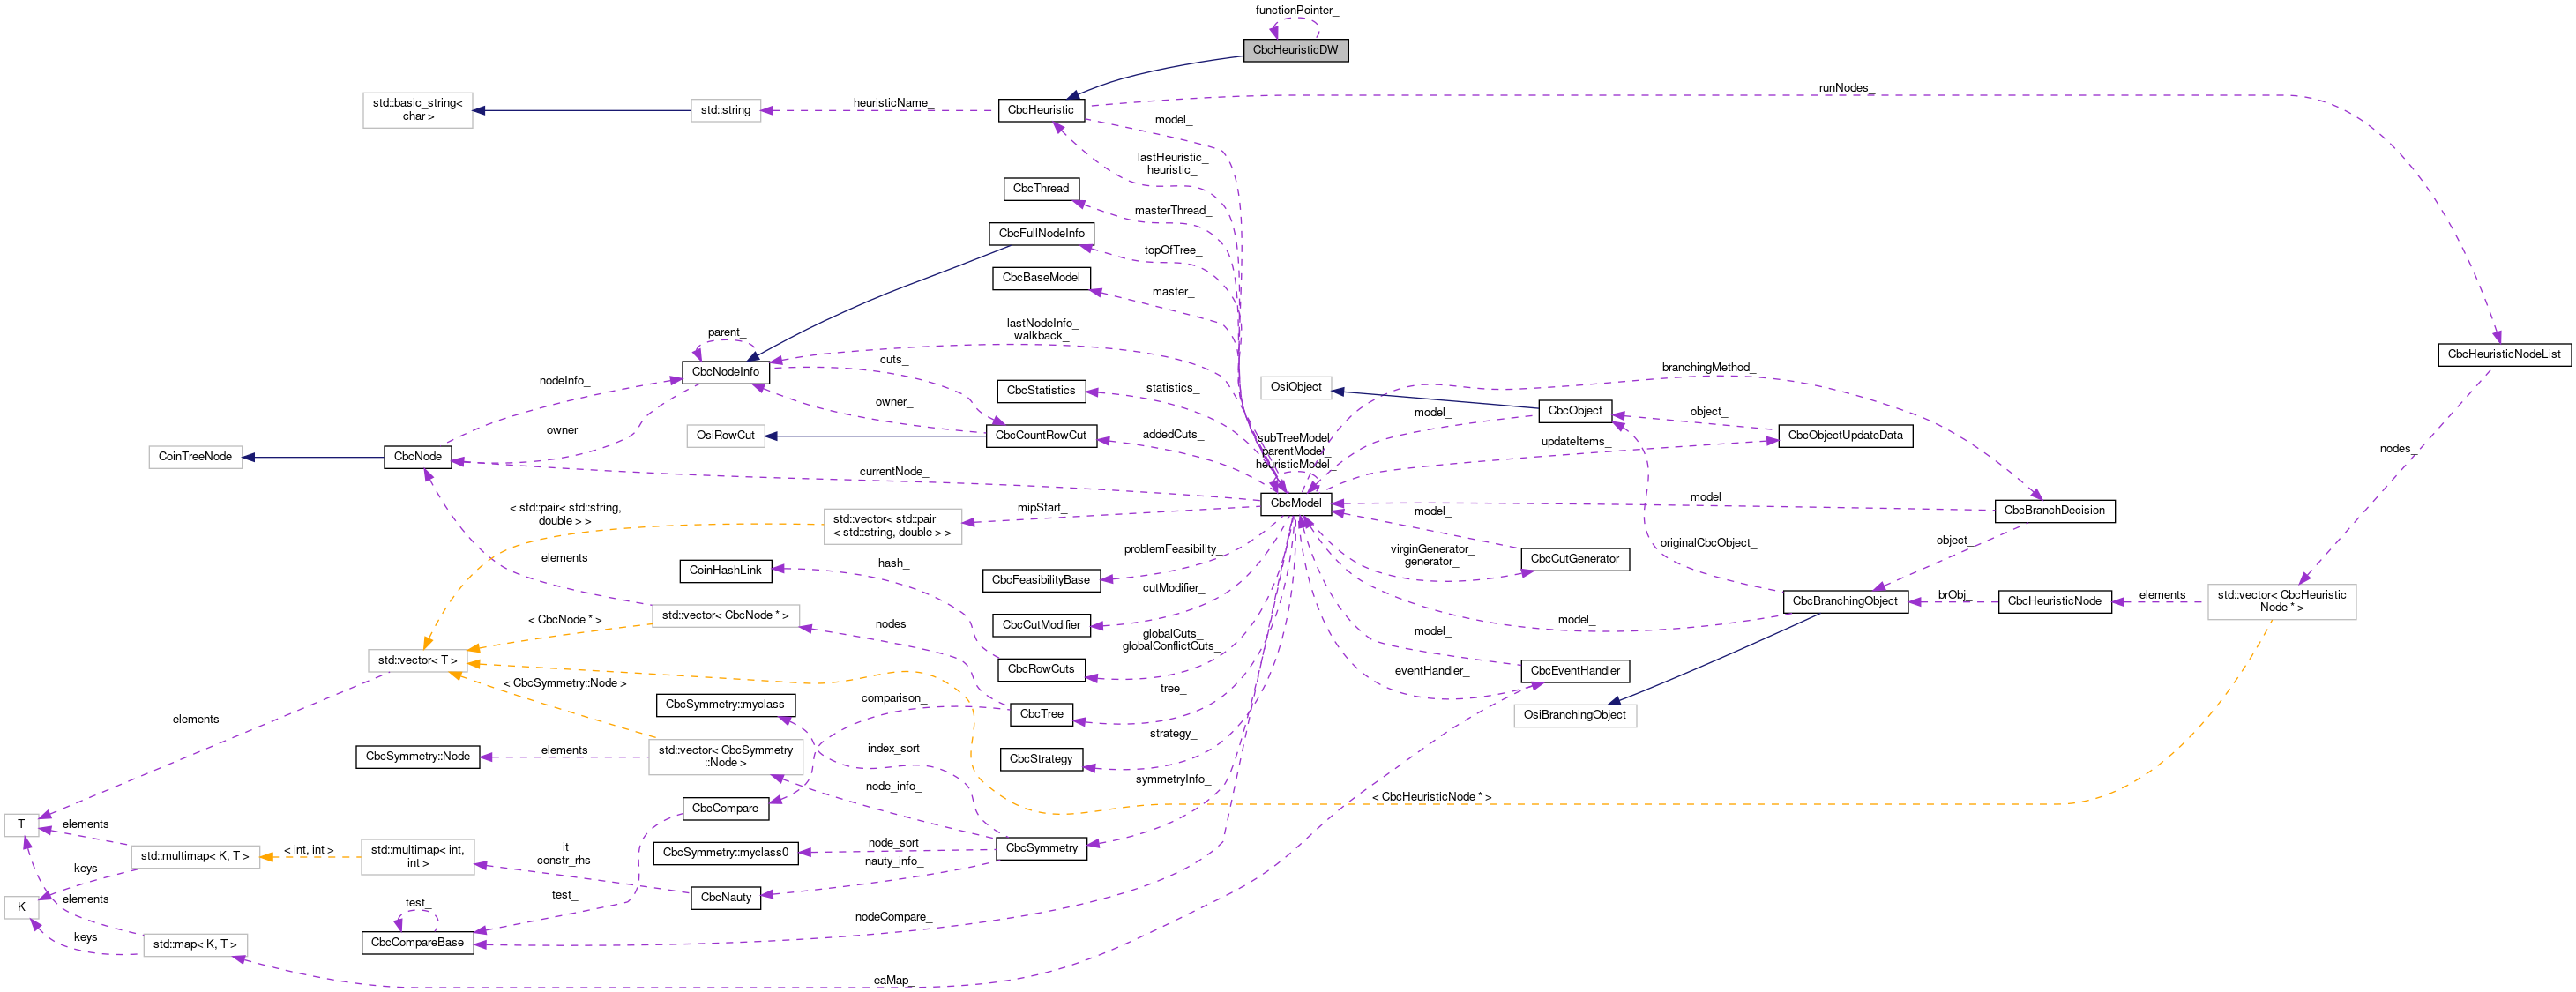 functionPointer_
CbcHeuristicDW
runNodes_
std::basic_string<
char >
std::string
heuristicName_
CbcHeuristic
model_
lastHeuristic_
heuristic_
CbcThread
masterThread_
CbcFullNodeInfo
topOfTree_
CbcBaseModel
master_
lastNodeInfo_
walkback_
parent_
CbcNodeInfo
cuts_
nodeInfo_
owner_
owner_
CbcStatistics
statistics_
OsiObject
branchingMethod_
CbcHeuristicNodeList
CbcObject
model_
object_
OsiRowCut
CbcCountRowCut
addedCuts_
subTreeModel_
parentModel_
heuristicModel_
updateItems_
CbcObjectUpdateData
nodes_
CoinTreeNode
CbcNode
currentNode_
CbcModel
model_
CbcBranchDecision
< std::pair< std::string,
double > >
std::vector< std::pair
< std::string, double > >
mipStart_
model_
object_
originalCbcObject_
elements
CoinHashLink
hash_
problemFeasibility_
CbcFeasibilityBase
virginGenerator_
generator_
CbcCutGenerator
cutModifier_
CbcCutModifier
CbcBranchingObject
brObj_
CbcHeuristicNode
elements
std::vector< CbcHeuristic
Node * >
std::vector< CbcNode * >
< CbcNode * >
nodes_
model_
model_
globalCuts_
globalConflictCuts_
CbcRowCuts
std::vector< T >
eventHandler_
CbcEventHandler
< CbcSymmetry::Node >
CbcSymmetry::myclass
comparison_
tree_
CbcTree
OsiBranchingObject
elements
strategy_
CbcStrategy
CbcSymmetry::Node
elements
std::vector< CbcSymmetry
::Node >
index_sort
node_info_
symmetryInfo_
< CbcHeuristicNode * >
CbcCompare
T
elements
std::multimap< K, T >
< int, int >
std::multimap< int,
int >
it
constr_rhs
CbcSymmetry::myclass0
node_sort
nauty_info_
CbcSymmetry
keys
elements
K
test_
CbcNauty
test_
nodeCompare_
keys
std::map< K, T >
CbcCompareBase
eaMap_